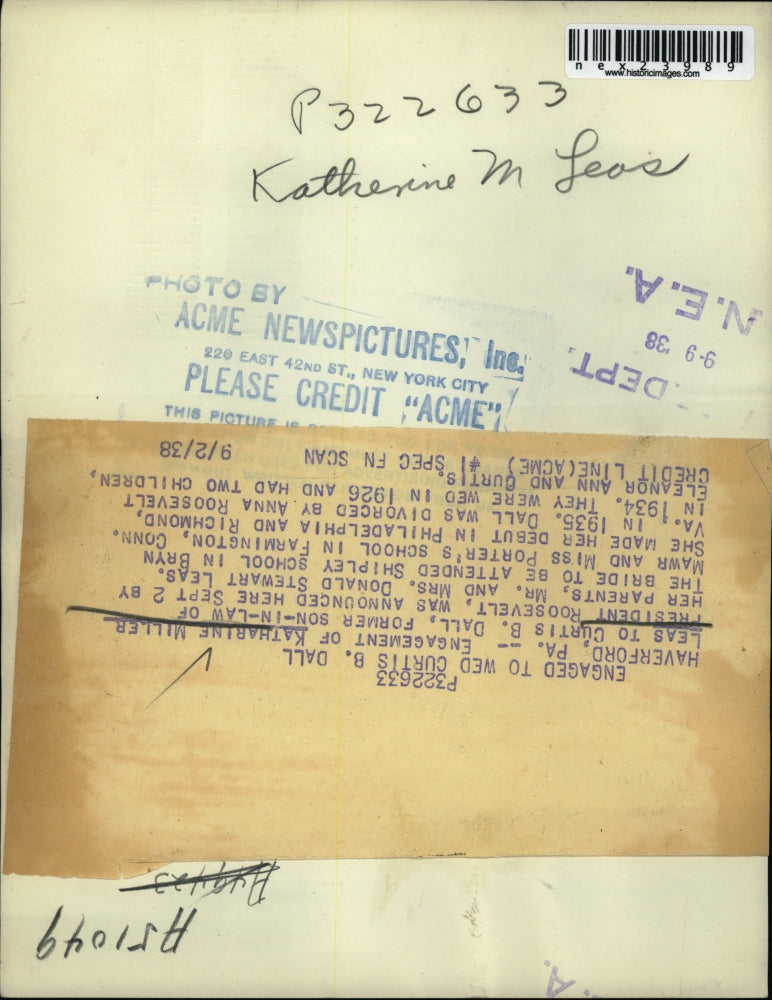 nex23989
www.historicimages.com
P322633
Katherine M Leas
PHOTO BY
ACME NEWSPICTURES, Inc.
220 EAST 42ND ST., NEW YORK CITY
PLEASE CREDIT "ACME"
THIS PICTURE IS
N.E.A.
9-9 '38
DEPT.
P322633
ENGAGED TO WED CURTIS B. DALL
HAVERFORD, PA. -- ENGAGEMENT OF KATHARINE MILLER
LEAS TO CURTIS B. DALL, FORMER SON-IN-LAW OF
PRESIDENT ROOSEVELT, WAS ANNOUNCED HERE SEPT 2 BY
HER PARENTS, MR. AND MRS. DONALD STEWART LEAS.
THE BRIDE TO BE ATTENDED SHIPLEY SCHOOL IN BRYN
MAWR AND MISS PORTER'S SCHOOL IN FARMINGTON, CONN.
SHE MADE HER DEBUT IN PHILADELPHIA AND RICHMOND,
VA., IN 1935. DALL WAS DIVORCED BY ANNA ROOSEVELT
IN 1934. THEY WERE WED IN 1926 AND HAD TWO CHILDREN,
ELEANOR ANN AND CURTIS.
CREDIT LINE(ACME) #1 SPEC FN SCAN 9/2/38
A51049
A.